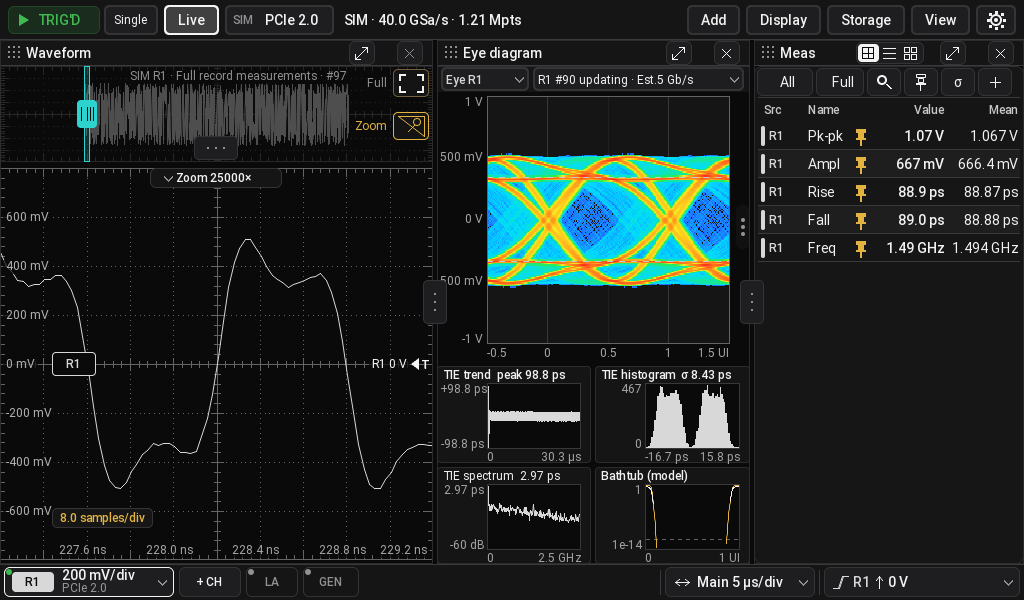 TRIG'D Single Live SIM PCIe 2.0 SIM · 40.0 GSa/s · 1.21 Mpts Add Display Storage View
Waveform
SIM R1 · Full record measurements · #97
Full
Zoom
Zoom 25000×
600 mV
400 mV
200 mV
0 mV
R1
R1 0 V T
-200 mV
-400 mV
-600 mV
8.0 samples/div
227.6 ns 228.0 ns 228.4 ns 228.8 ns 229.2 ns
Eye diagram
Eye R1 R1 #90 updating · Est.5 Gb/s
1 V
500 mV
0 V
500 mV
-1 V
-0.5 0 0.5 1 1.5 UI
TIE trend peak 98.8 ps
+98.8 ps
-98.8 ps
0 30.3 µs
TIE histogram σ 8.43 ps
467
0
-16.7 ps 15.8 ps
TIE spectrum 2.97 ps
2.97 ps
-60 dB
0 2.5 GHz
Bathtub (model)
1
1e-14
0 1 UI
Meas
All Full σ +
Src Name Value Mean
R1 Pk-pk 1.07 V 1.067 V
R1 Ampl 667 mV 666.4 mV
R1 Rise 88.9 ps 88.87 ps
R1 Fall 89.0 ps 88.88 ps
R1 Freq 1.49 GHz 1.494 GHz
R1 200 mV/div
PCIe 2.0
+ CH LA GEN Main 5 µs/div R1 ↑ 0 V